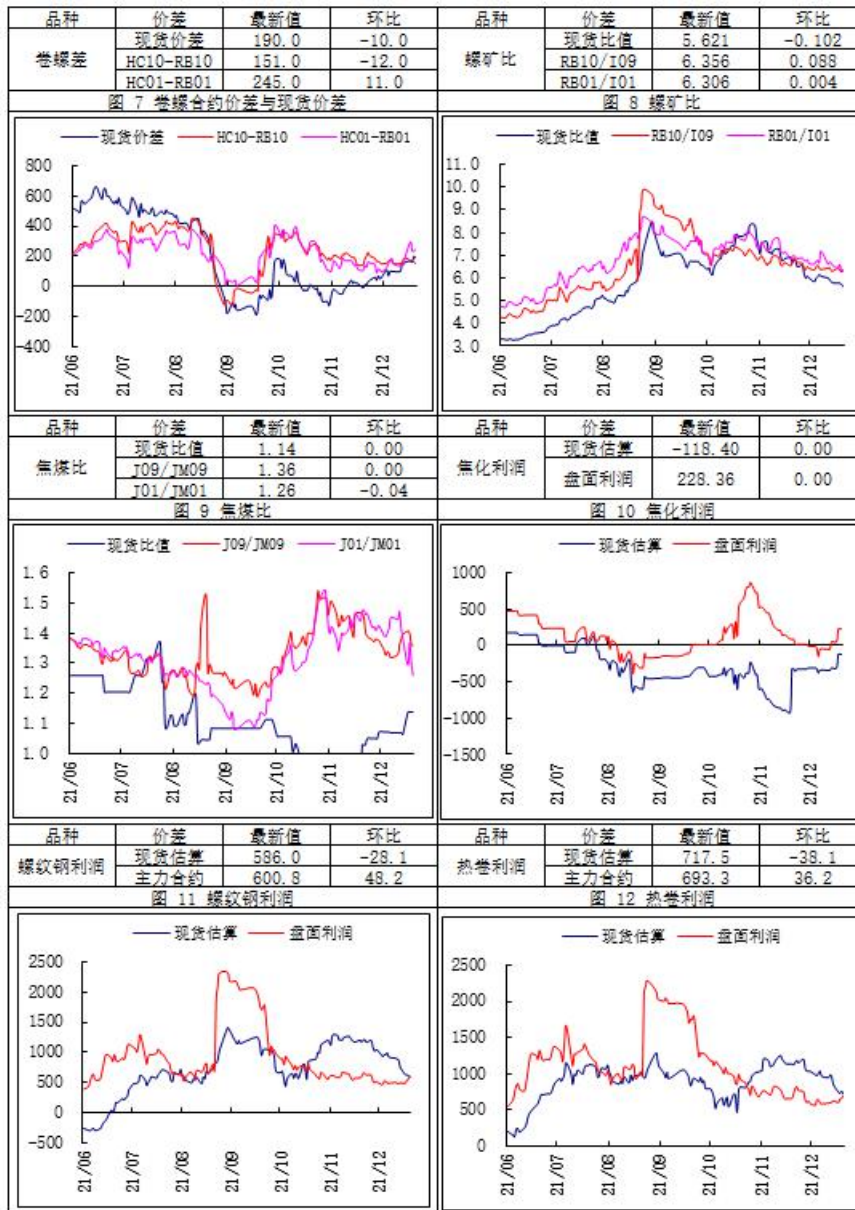 品种 价差 最新值 环比 品种 价差 最新值 环比
卷螺差 现货价差 190.0 -10.0 螺矿比 现货比值 5.621 -0.102
HC10-RB10 151.0 -12.0 RB10/I09 6.356 0.088
HC01-RB01 245.0 11.0 RB01/I01 6.306 0.004
图 7 卷螺合约价差与现货价差 图 8 螺矿比
现货价差 HC10-RB10 HC01-RB01
800
600
400
200
0
-200
-400
21/06 21/07 21/08 21/09 21/10 21/11 21/12
现货比值 RB10/I09 RB01/I01
11.0
10.0
9.0
8.0
7.0
6.0
5.0
4.0
3.0
21/06 21/07 21/08 21/09 21/10 21/11 21/12
品种 价差 最新值 环比 品种 价差 最新值 环比
焦煤比 现货比值 1.14 0.00 焦化利润 现货估算 -118.40 0.00
J09/JM09 1.36 0.00 盘面利润 228.36 0.00
J01/JM01 1.26 -0.04
图 9 焦煤比 图 10 焦化利润
现货比值 J09/JM09 J01/JM01
1.6
1.5
1.4
1.3
1.2
1.1
1.0
21/06 21/07 21/08 21/09 21/10 21/11 21/12
现货估算 盘面利润
1000
500
0
-500
-1000
-1500
21/06 21/07 21/08 21/09 21/10 21/11 21/12
品种 价差 最新值 环比 品种 价差 最新值 环比
螺纹钢利润 现货估算 586.0 -28.1 热卷利润 现货估算 717.5 -38.1
主力合约 600.8 48.2 主力合约 693.3 36.2
图 11 螺纹钢利润 图 12 热卷利润
现货估算 盘面利润
2500
2000
1500
1000
500
0
-500
21/06 21/07 21/08 21/09 21/10 21/11 21/12
现货估算 盘面利润
2500
2000
1500
1000
500
0
21/06 21/07 21/08 21/09 21/10 21/11 21/12